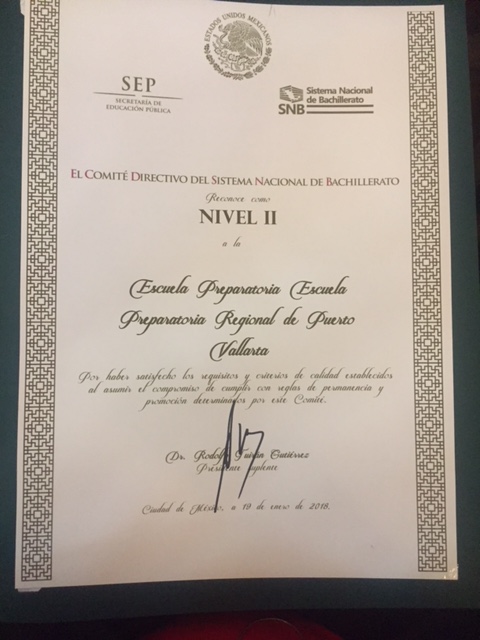 ESTADOS UNIDOS MEXICANOS
SEP
SECRETARÍA DE
EDUCACIÓN PÚBLICA
Sistema Nacional
de Bachillerato
SNB
EL COMITÉ DIRECTIVO DEL SISTEMA NACIONAL DE BACHILLERATO
Reconoce como
NIVEL II
a la
Escuela Preparatoria Escuela
Preparatoria Regional de Puerto
Vallarta
Por haber satisfecho los requisitos y criterios de calidad establecidos
al asumir el compromiso de cumplir con reglas de permanencia y
promoción determinados por este Comité.
Dr. Rodolfo Tuirán Gutiérrez
Presidente suplente
Ciudad de México, a 19 de enero de 2018.